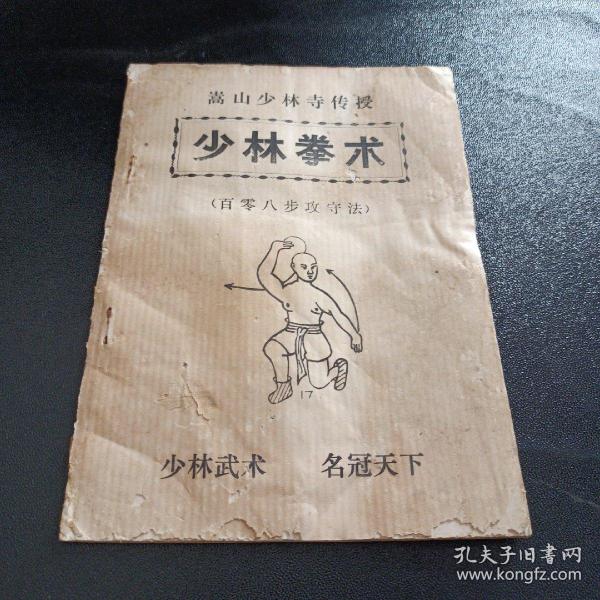 嵩山少林寺传授
少林拳术
（百零八步攻守法）
17
少林武术 名冠天下
孔夫子旧书网
www.kongfz.com